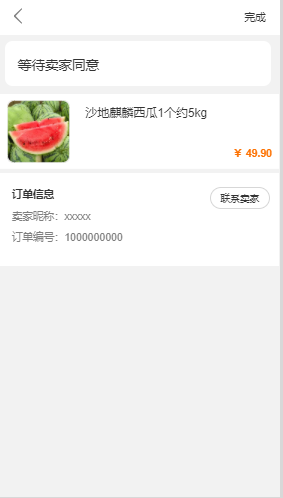 完成
等待卖家同意
沙地麒麟西瓜1个约5kg
¥ 49.90
订单信息
联系卖家
卖家昵称：xxxxx
订单编号：1000000000